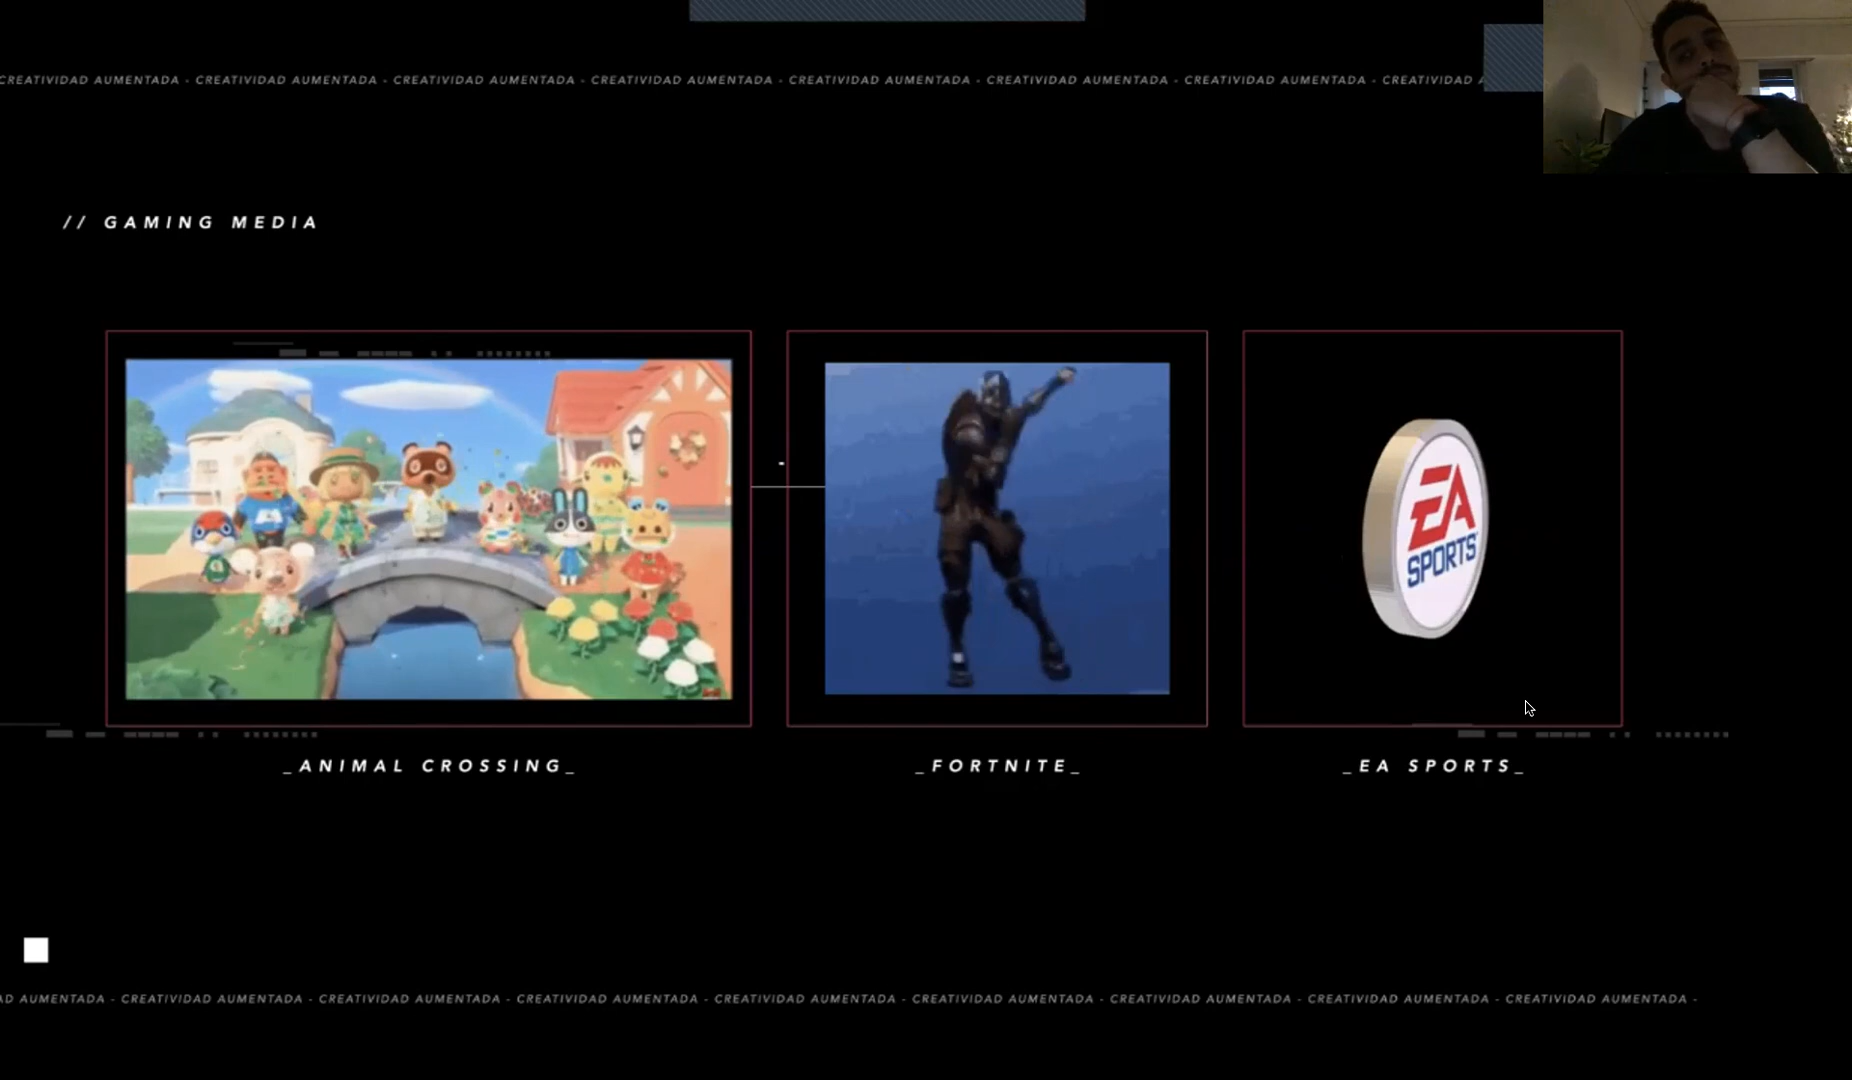 CREATIVIDAD AUMENTADA - CREATIVIDAD AUMENTADA - CREATIVIDAD AUMENTADA - CREATIVIDAD AUMENTADA - CREATIVIDAD AUMENTADA - CREATIVIDAD AUMENTADA - CREATIVIDAD AUMENTADA - CREATIVIDAD A
// GAMING MEDIA
EA
SPORTS
_ANIMAL CROSSING_
_FORTNITE_
_EA SPORTS_
AD AUMENTADA - CREATIVIDAD AUMENTADA - CREATIVIDAD AUMENTADA - CREATIVIDAD AUMENTADA - CREATIVIDAD AUMENTADA - CREATIVIDAD AUMENTADA - CREATIVIDAD AUMENTADA - CREATIVIDAD AUMENTADA - CREATIVIDAD AUMENTADA -